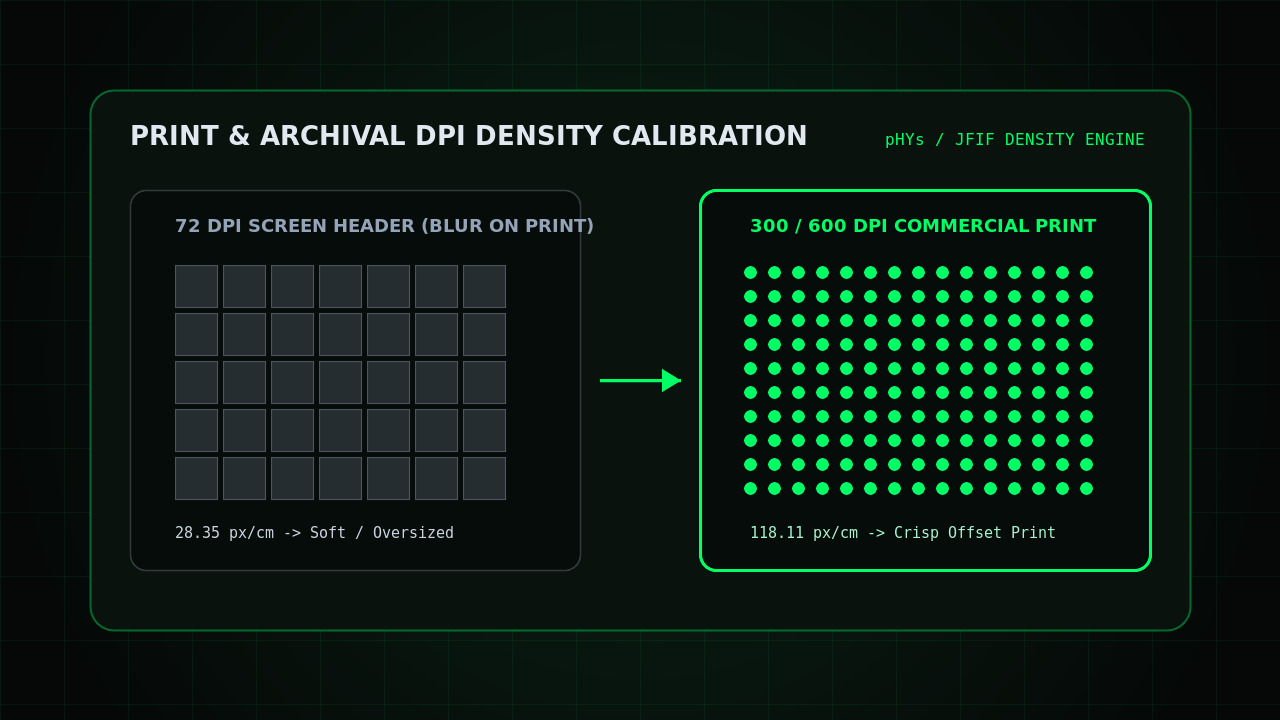 PRINT & ARCHIVAL DPI DENSITY CALIBRATION
pHYs / JFIF DENSITY ENGINE
72 DPI SCREEN HEADER (BLUR ON PRINT)
28.35 px/cm -> Soft / Oversized
300 / 600 DPI COMMERCIAL PRINT
118.11 px/cm -> Crisp Offset Print